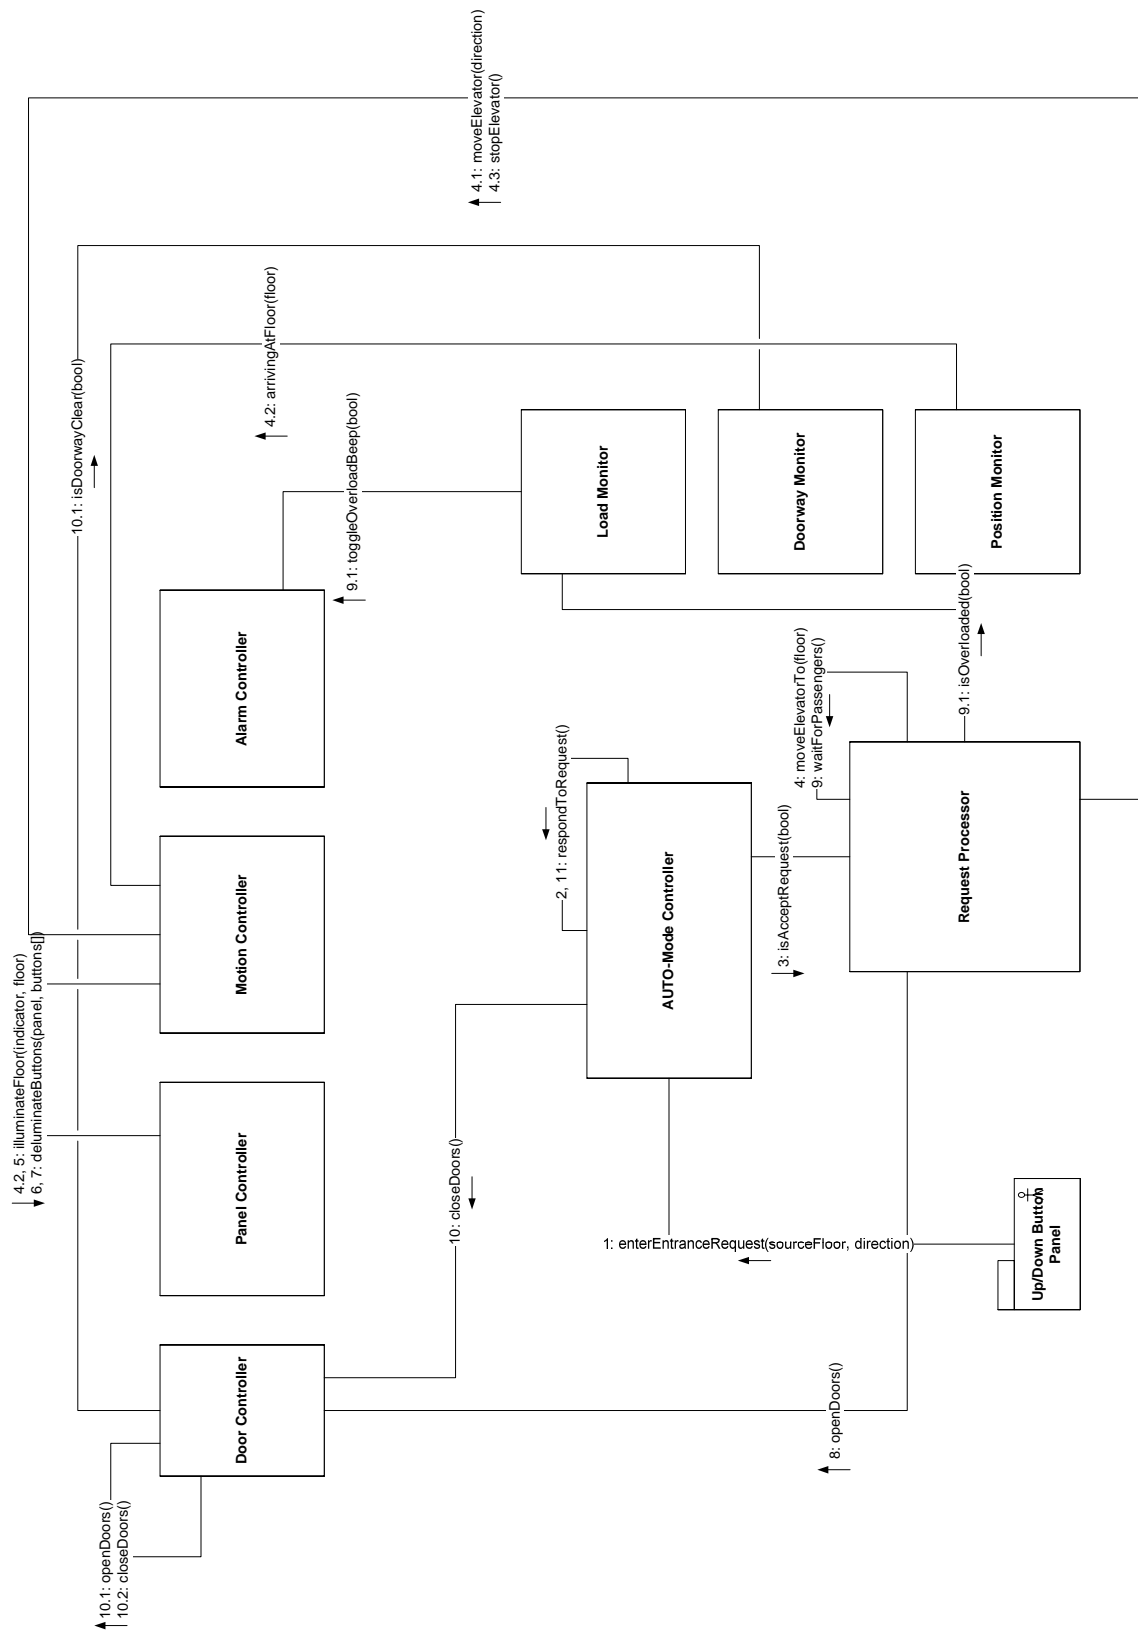 4.1: moveElevator(direction)
4.3: stopElevator()
4.2: arrivingAtFloor(floor)
10.1: isDoorwayClear(bool)
9.1: toggleOverloadBeep(bool)
Load Monitor
Doorway Monitor
Position Monitor
Alarm Controller
9.1: isOverloaded(bool)
4: moveElevatorTo(floor)
9: waitForPassengers()
2, 11: respondToRequest()
Request Processor
3: isAcceptRequest(bool)
AUTO-Mode Controller
Motion Controller
4.2, 5: illuminateFloor(indicator, floor)
6, 7: deluminateButtons(panel, buttons[])
Panel Controller
10: closeDoors()
1: enterEntranceRequest(sourceFloor, direction)
Up/Down Button
Panel
Door Controller
8: openDoors()
10.1: openDoors()
10.2: closeDoors()